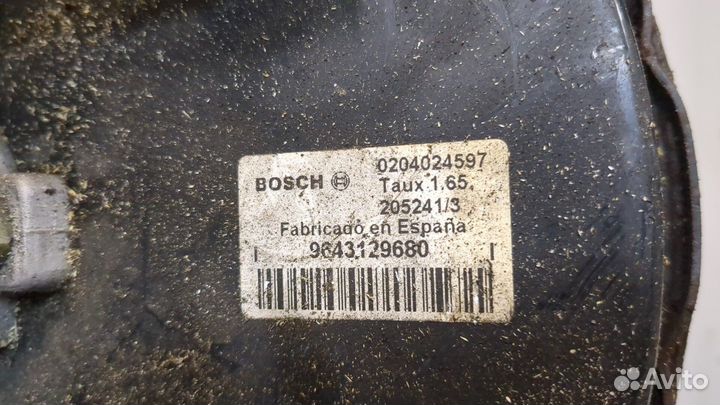 BOSCH 0204024597
Taux 1.65.
205241/3
Fabricado en España
9643129680
Avito